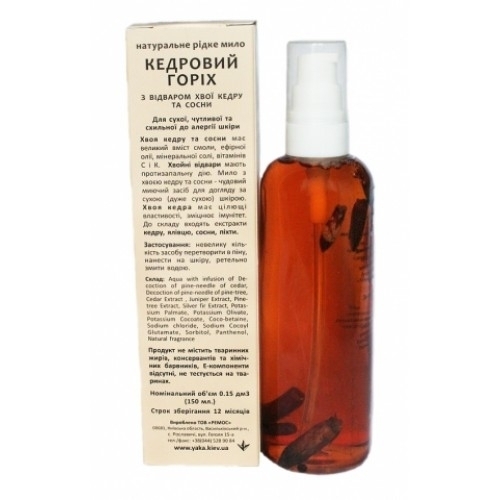 натуральне рідке мило
КЕДРОВИЙ
ГОРІХ
З ВІДВАРОМ ХВОЇ КЕДРУ
ТА СОСНИ
Для сухої, чутливої та
схильної до алергії шкіри
Хвоя кедру та сосни має
великий вміст смоли, ефірної
олії, мінеральної солі, вітамінів
С і К. Хвойні відвари мають
протизапальну дію. Мило з
хвоєю кедру та сосни - чудовий
миючий засіб для догляду за
сухою (дуже сухою) шкірою.
Хвоя кедра має цілющі
властивості, зміцнює імунітет.
До складу входять екстракти
кедру, ялівцю, сосни, піхти.
Застосування: невелику кіль-
кість засобу перетворити в піну,
нанести на шкіру, ретельно
змити водою.
Склад: Aqua with infusion of De-
coction of pine-needle of cedar,
Decoction of pine-needle of pine-tree,
Cedar Extract, Juniper Extract, Pine-
tree Extract, Silver fir Extract, Potas-
sium Palmate, Potassium Olivate,
Potassium Cocoate, Coco-betaine,
Sodium chloride, Sodium Cocoyl
Glutamate, Sorbitol, Panthenol,
Natural fragrance
Продукт не містить тваринних
жирів, консервантів та хіміч-
них барвників, Е-компоненти
відсутні, не тестується на тва-
ринах.
Номінальний об'єм 0.15 дм3
(150 мл.)
Строк зберігання 12 місяців
Вироблено ТОВ "РЕМОС"
www.yaka.kiev.ua